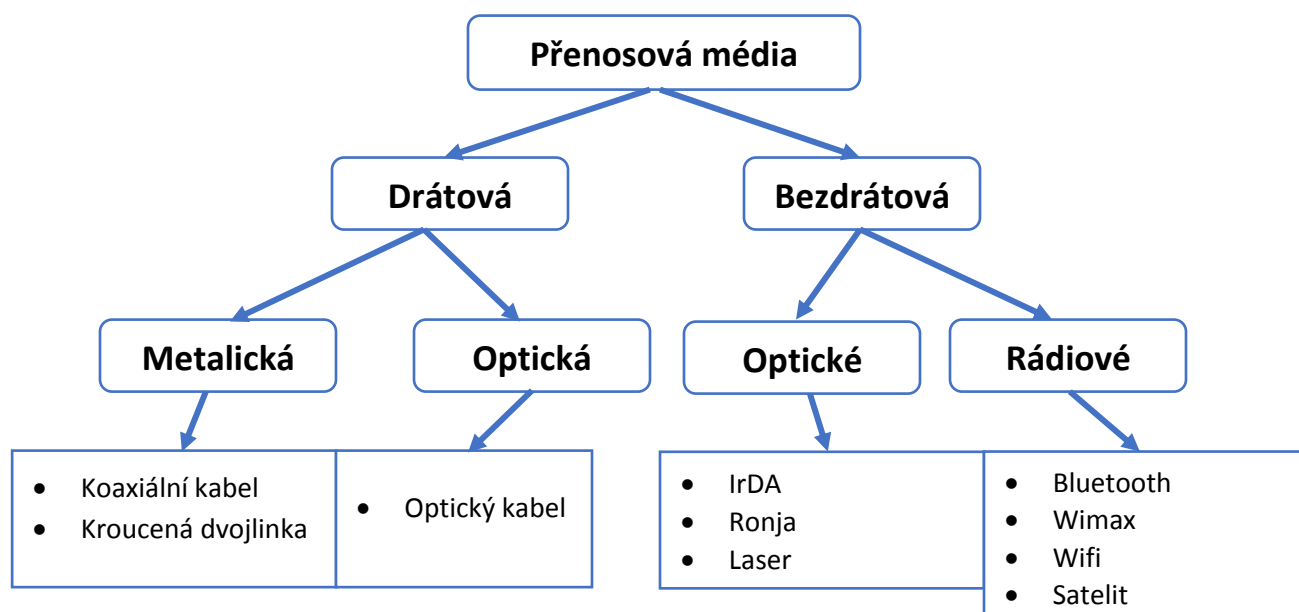 Přenosová média
Drátová
Bezdrátová
Metalická
Optická
Optické
Rádiové
• Koaxiální kabel
• Kroucená dvojlinka
• Optický kabel
• IrDA
• Ronja
• Laser
• Bluetooth
• Wimax
• Wifi
• Satelit